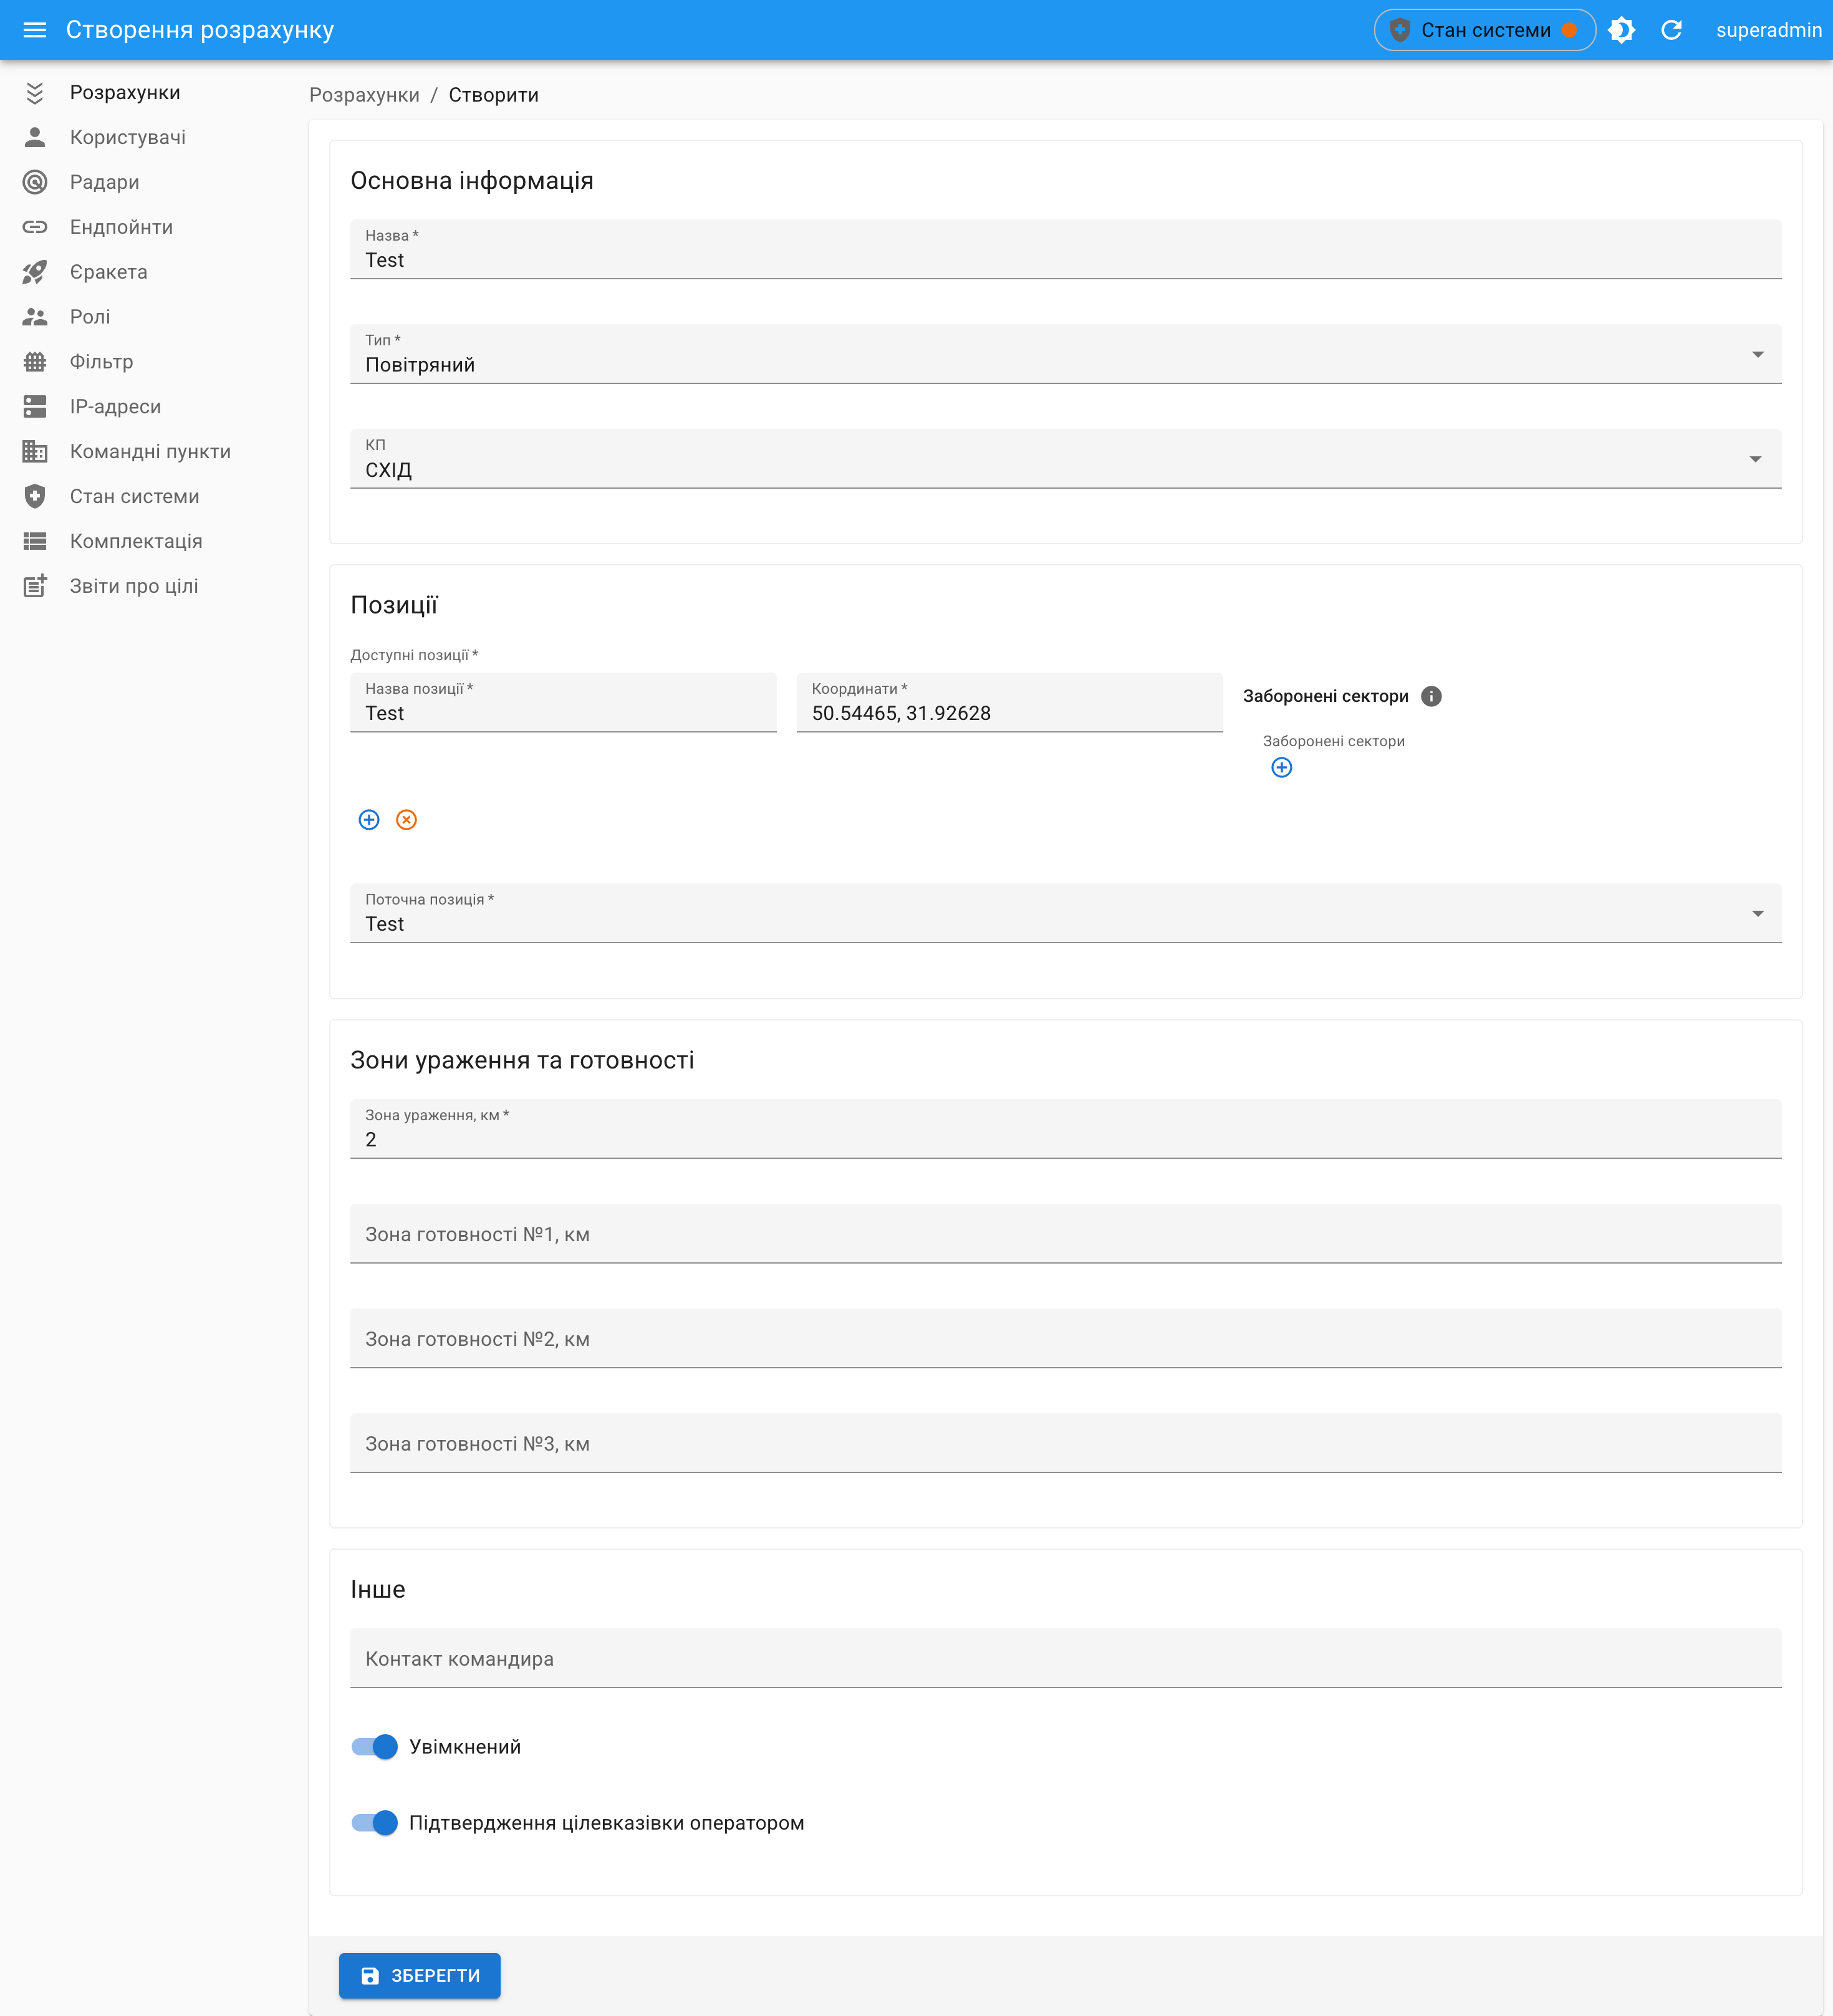 Створення розрахунку
Стан системи
superadmin
Розрахунки
Користувачі
Радари
Ендпойнти
Єракета
Ролі
Фільтр
IP-адреси
Командні пункти
Стан системи
Комплектація
Звіти про цілі
Розрахунки / Створити
Основна інформація
Назва *
Test
Тип *
Повітряний
КП
СХІД
Позиції
Доступні позиції *
Назва позиції *
Test
Координати *
50.54465, 31.92628
Заборонені сектори
Заборонені сектори
Поточна позиція *
Test
Зони ураження та готовності
Зона ураження, км *
2
Зона готовності №1, км
Зона готовності №2, км
Зона готовності №3, км
Інше
Контакт командира
Увімкнений
Підтвердження цілевказівки оператором
ЗБЕРЕГТИ